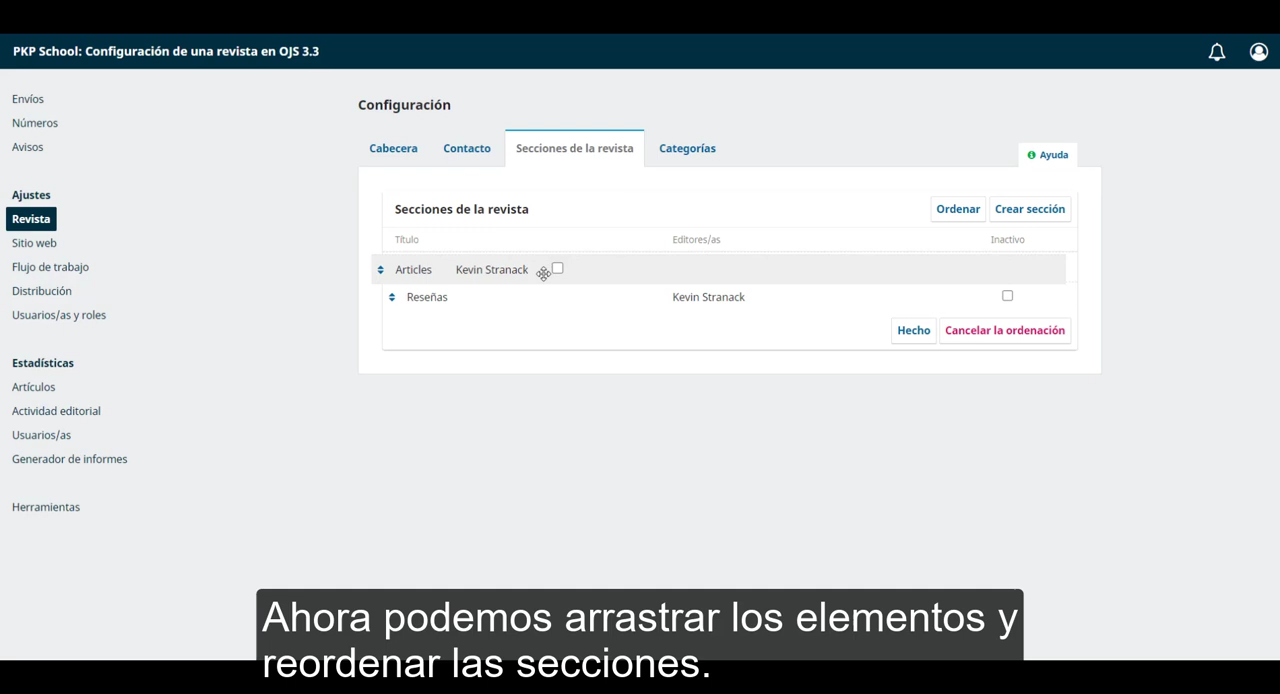 PKP School: Configuración de una revista en OJS 3.3
Envíos
Números
Avisos
Ajustes
Revista
Sitio web
Flujo de trabajo
Distribución
Usuarios/as y roles
Estadísticas
Artículos
Actividad editorial
Usuarios/as
Generador de informes
Herramientas
Configuración
Cabecera Contacto Secciones de la revista Categorías
Ayuda
Secciones de la revista Ordenar Crear sección
Título Editores/as Inactivo
Articles Kevin Stranack
Reseñas Kevin Stranack
Hecho Cancelar la ordenación
Ahora podemos arrastrar los elementos y
reordenar las secciones.